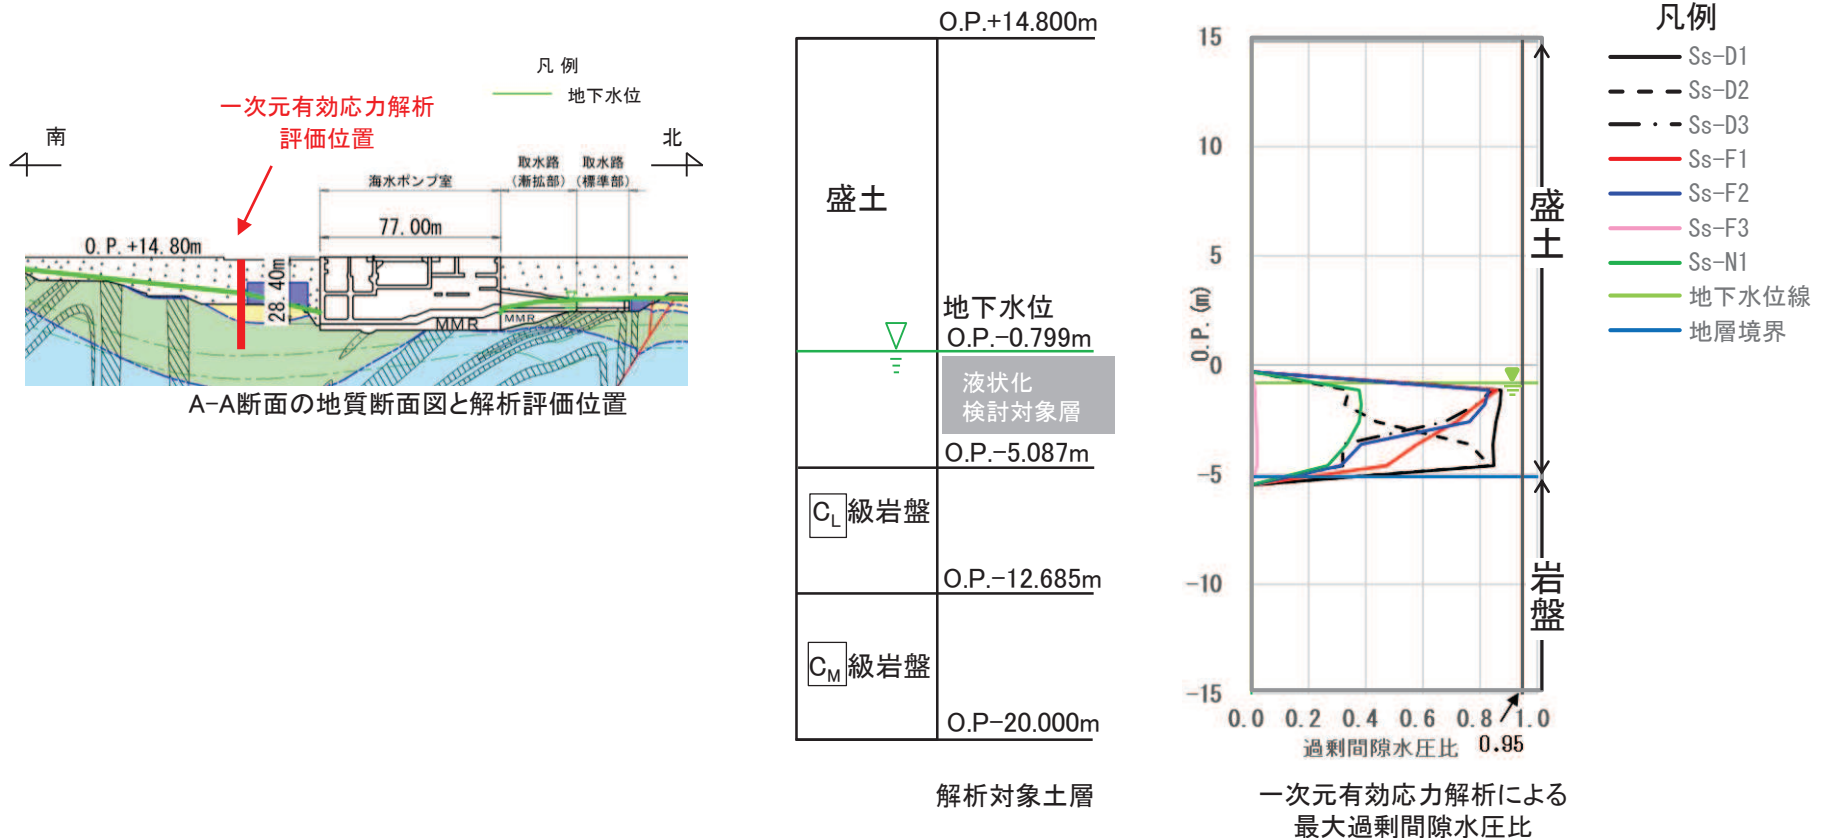 凡 例
地下水位
一次元有効応力解析
評価位置
南
北
海水ポンプ室
取水路
(漸拡部)
取水路
(標準部)
77.00m
O.P.+14.80m
28.40m
MMR
MMR
A-A断面の地質断面図と解析評価位置
O.P.+14.800m
盛土
地下水位
O.P.-0.799m
液状化
検討対象層
O.P.-5.087m
CL級岩盤
O.P.-12.685m
CM級岩盤
O.P-20.000m
解析対象土層
15
10
5
0
-5
-10
-15
O.P. (m)
盛土
岩盤
0.0 0.2 0.4 0.6 0.8 1.0
過剰間隙水圧比 0.95
一次元有効応力解析による
最大過剰間隙水圧比
凡例
Ss-D1
Ss-D2
Ss-D3
Ss-F1
Ss-F2
Ss-F3
Ss-N1
地下水位線
地層境界